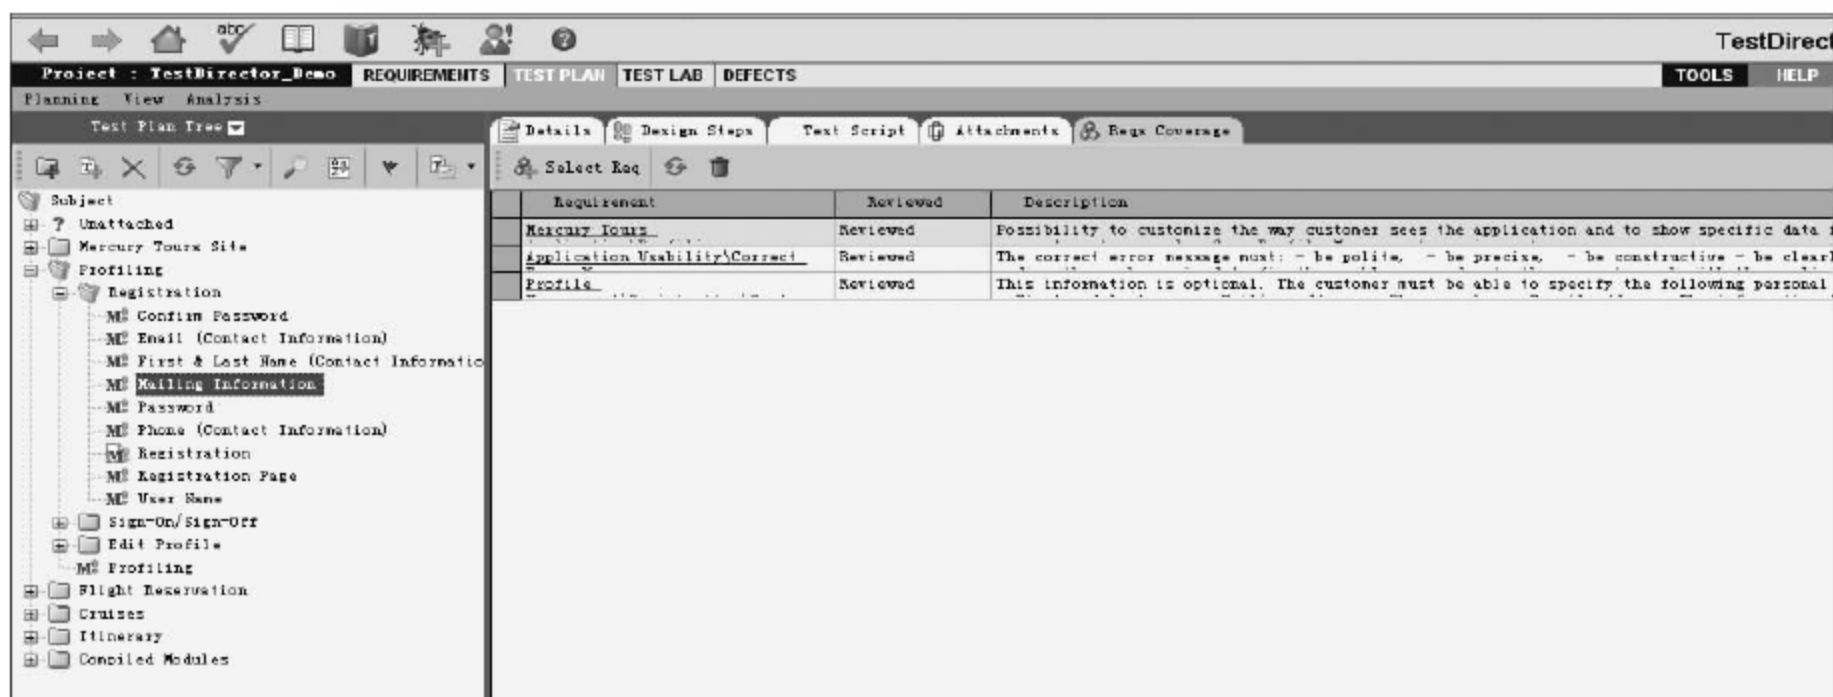 abc
TestDirect
Project : TestDirector_Demo REQUIREMENTS TEST PLAN TEST LAB DEFECTS TOOLS HELP
Planning View Analysis
Test Plan Tree
Details Design Steps Test Script Attachments Reqs Coverage
Select Req
Requirement Reviewed Description
Mercury Tours Reviewed Possibility to customize the way customer sees the application and to show specific data
Application Usability\Correct Reviewed The correct error message must: - be polite, - be precise, - be constructive - be clearl
Profile Reviewed This information is optional. The customer must be able to specify the following personal
Subject
? Unattached
Mercury Tours Site
Profiling
Registration
Confirm Password
Email (Contact Information)
First & Last Name (Contact Informatio
Mailing Information
Password
Phone (Contact Information)
Registration
Registration Page
User Name
Sign-On/Sign-Off
Edit Profile
Profiling
Flight Reservation
Cruises
Itinerary
Compiled Modules